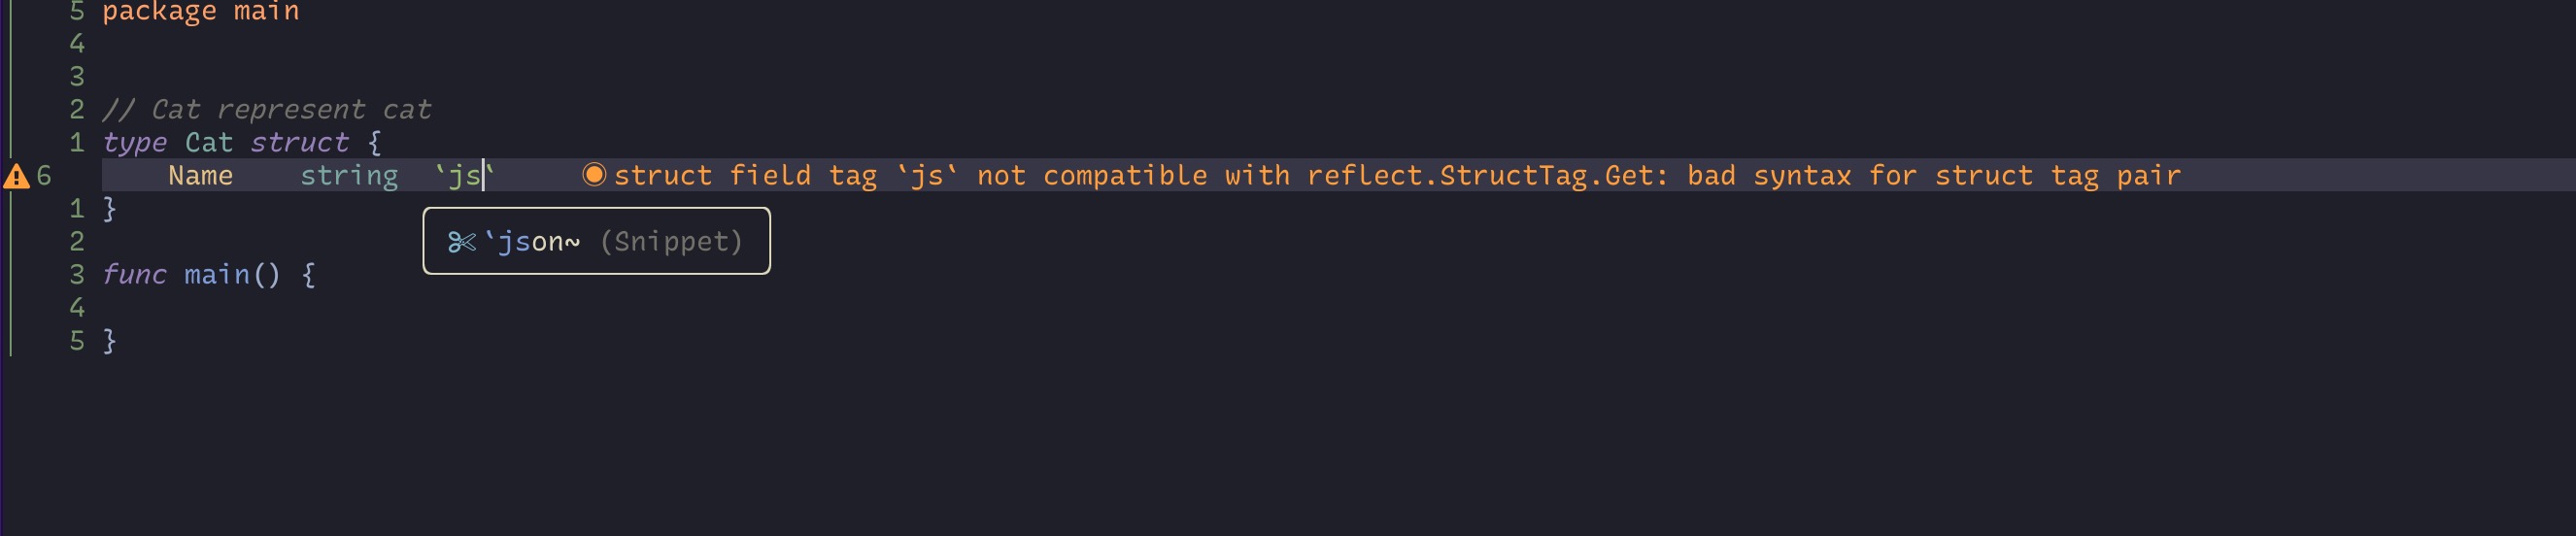 5 package main
4
3
2 // Cat represent cat
1 type Cat struct {
6 Name string `js` struct field tag `js` not compatible with reflect.StructTag.Get: bad syntax for struct tag pair
1 }
`json~ (Snippet)
2
3 func main() {
4
5 }